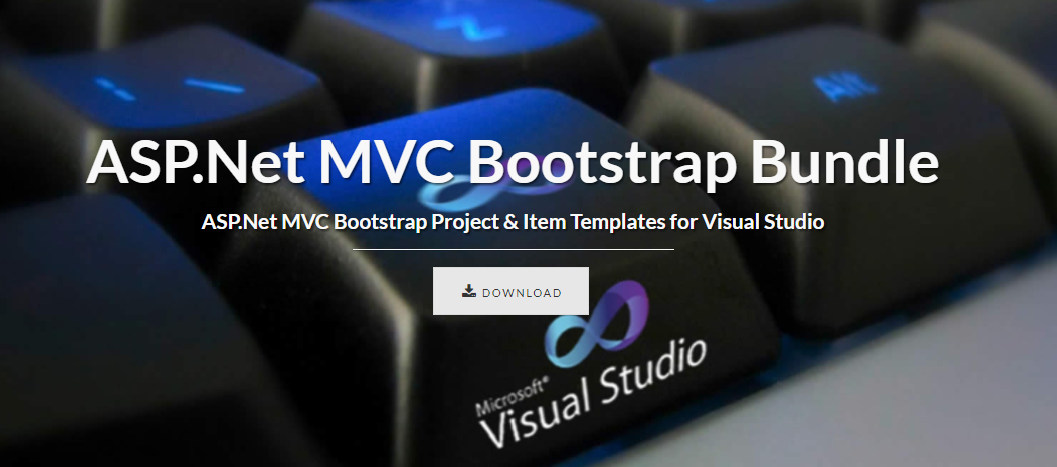 Alt
ASP.Net MVC Bootstrap Bundle
ASP.Net MVC Bootstrap Project & Item Templates for Visual Studio
DOWNLOAD
Microsoft®
Visual Studio